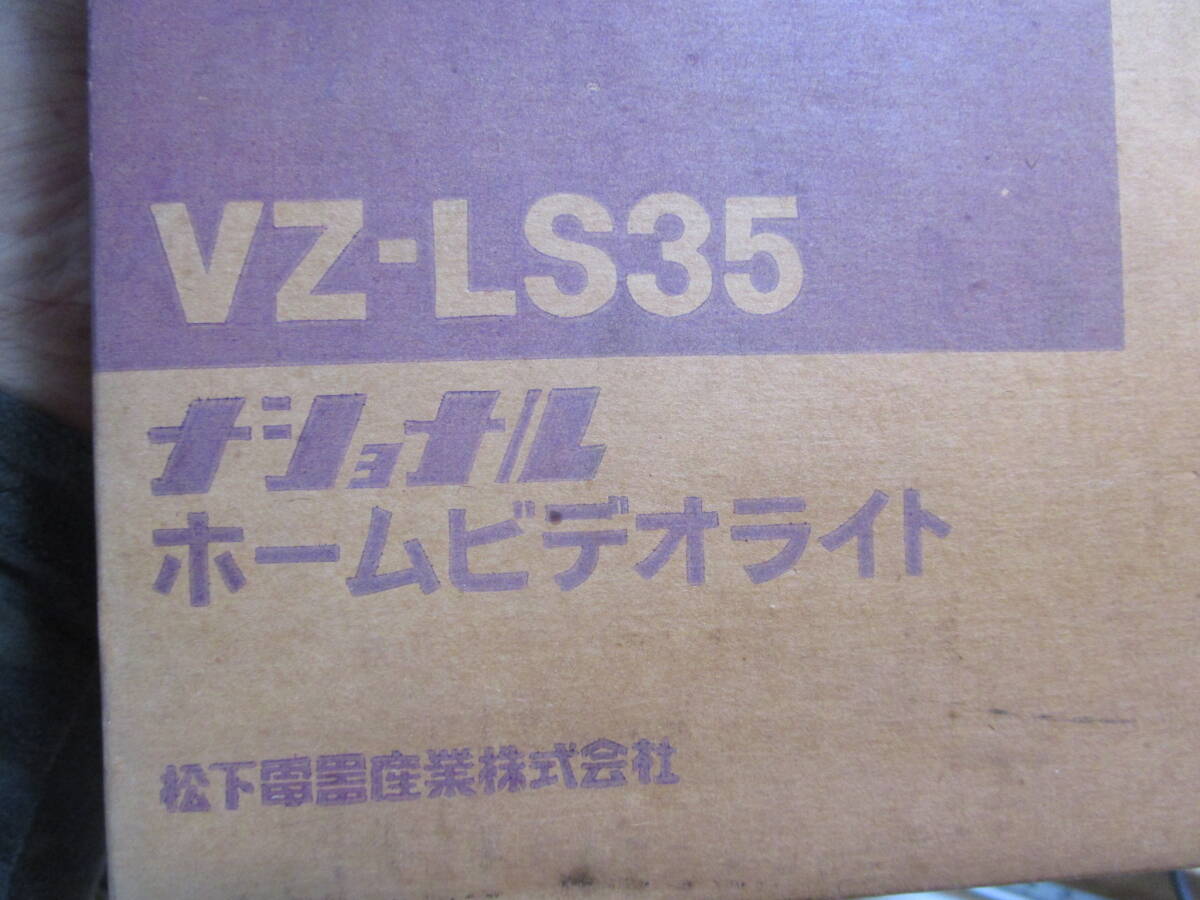 VZ-LS35
ナショナル
ホームビデオライト
松下電器産業株式会社